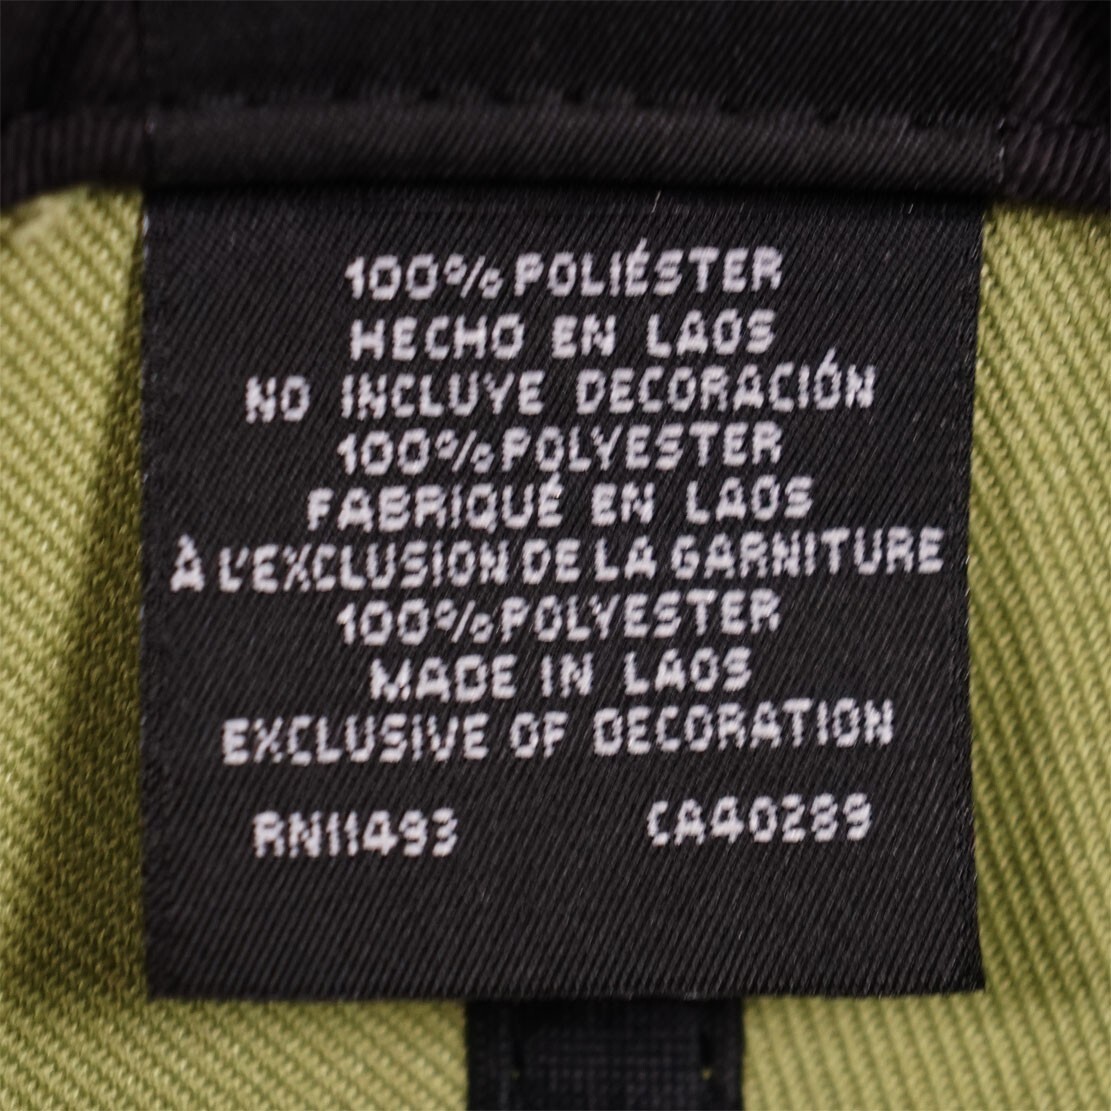 100% POLIÉSTER
HECHO EN LAOS
NO INCLUYE DECORACIÓN
100% POLYESTER
FABRIQUÉ EN LAOS
À L'EXCLUSION DE LA GARNITURE
100% POLYESTER
MADE IN LAOS
EXCLUSIVE OF DECORATION
RN11493 CA40289